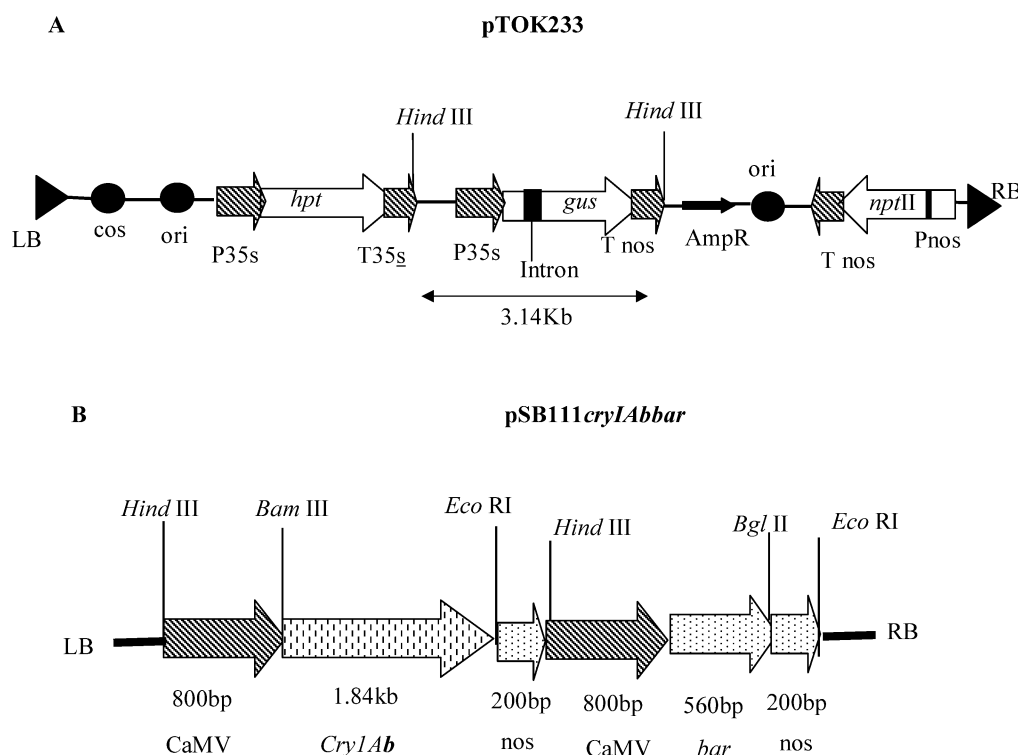 A
pTOK233
Hind III
Hind III
ori
hpt
gus
nptII
RB
LB
cos
ori
P35s
T35s
P35s
Intron
T nos
AmpR
T nos
Pnos
3.14Kb
B
pSB111cryIAbbar
Hind III
Bam III
Eco RI
Hind III
Bgl II
Eco RI
LB
RB
800bp
1.84kb
200bp
800bp
560bp
200bp
CaMV
Cry1Ab
nos
CaMV
bar
nos